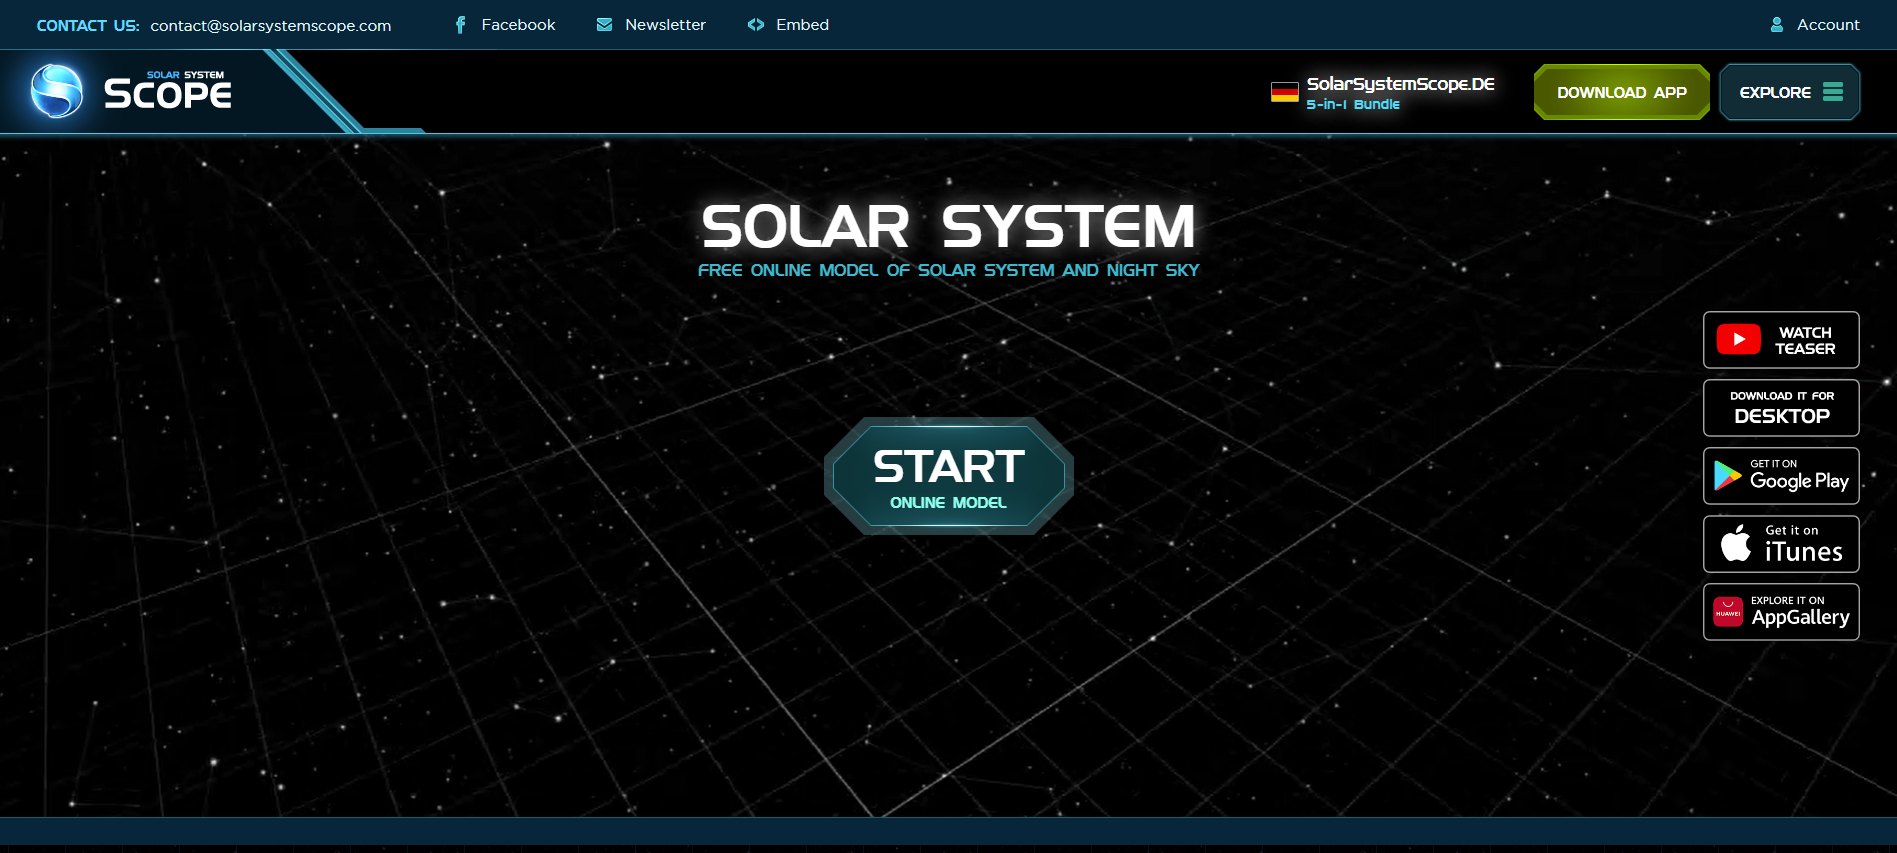 CONTACT US: contact@solarsystemscope.com Facebook Newsletter Embed Account
SOLAR SYSTEM
SCOPE
SolarSystemScope.DE
5-in-1 Bundle
DOWNLOAD APP
EXPLORE
SOLAR SYSTEM
FREE ONLINE MODEL OF SOLAR SYSTEM AND NIGHT SKY
WATCH
TEASER
DOWNLOAD IT FOR
DESKTOP
START
ONLINE MODEL
GET IT ON
Google Play
Get it on
iTunes
HUAWEI
EXPLORE IT ON
AppGallery